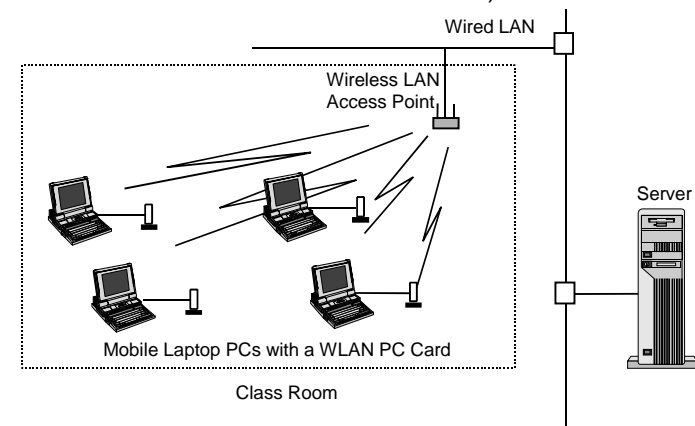 Wired LAN
Wireless LAN
Access Point
Server
Mobile Laptop PCs with a WLAN PC Card
Class Room